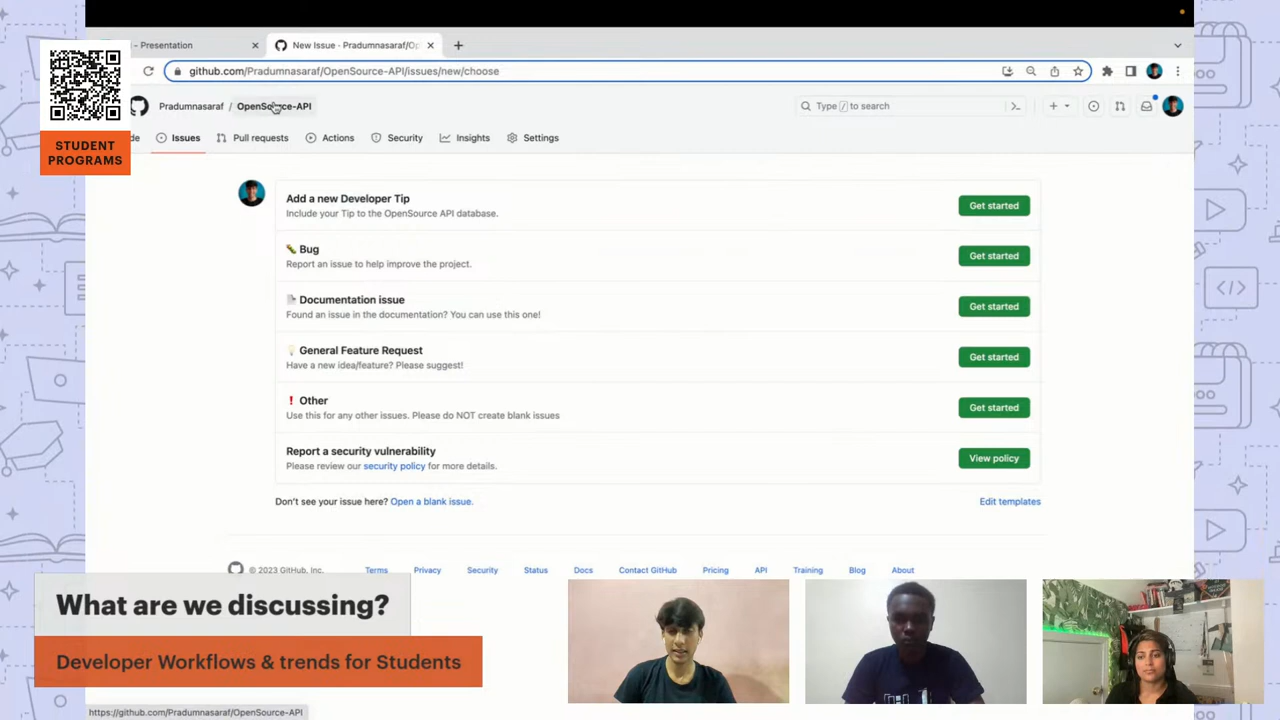 - Presentation
New Issue · Pradumnasaraf/Op
github.com/Pradumnasaraf/OpenSource-API/issues/new/choose
STUDENT
PROGRAMS
Pradumnasaraf / OpenSource-API
Type / to search
de
Issues
Pull requests
Actions
Security
Insights
Settings
Add a new Developer Tip
Include your Tip to the OpenSource API database.
Get started
Bug
Report an issue to help improve the project.
Get started
Documentation issue
Found an issue in the documentation? You can use this one!
Get started
General Feature Request
Have a new idea/feature? Please suggest!
Get started
Other
Use this for any other issues. Please do NOT create blank issues
Get started
Report a security vulnerability
Please review our security policy for more details.
View policy
Don't see your issue here? Open a blank issue.
Edit templates
© 2023 GitHub, Inc.
Terms
Privacy
Security
Status
Docs
Contact GitHub
Pricing
API
Training
Blog
About
What are we discussing?
Developer Workflows & trends for Students
https://github.com/Pradumnasaraf/OpenSource-API